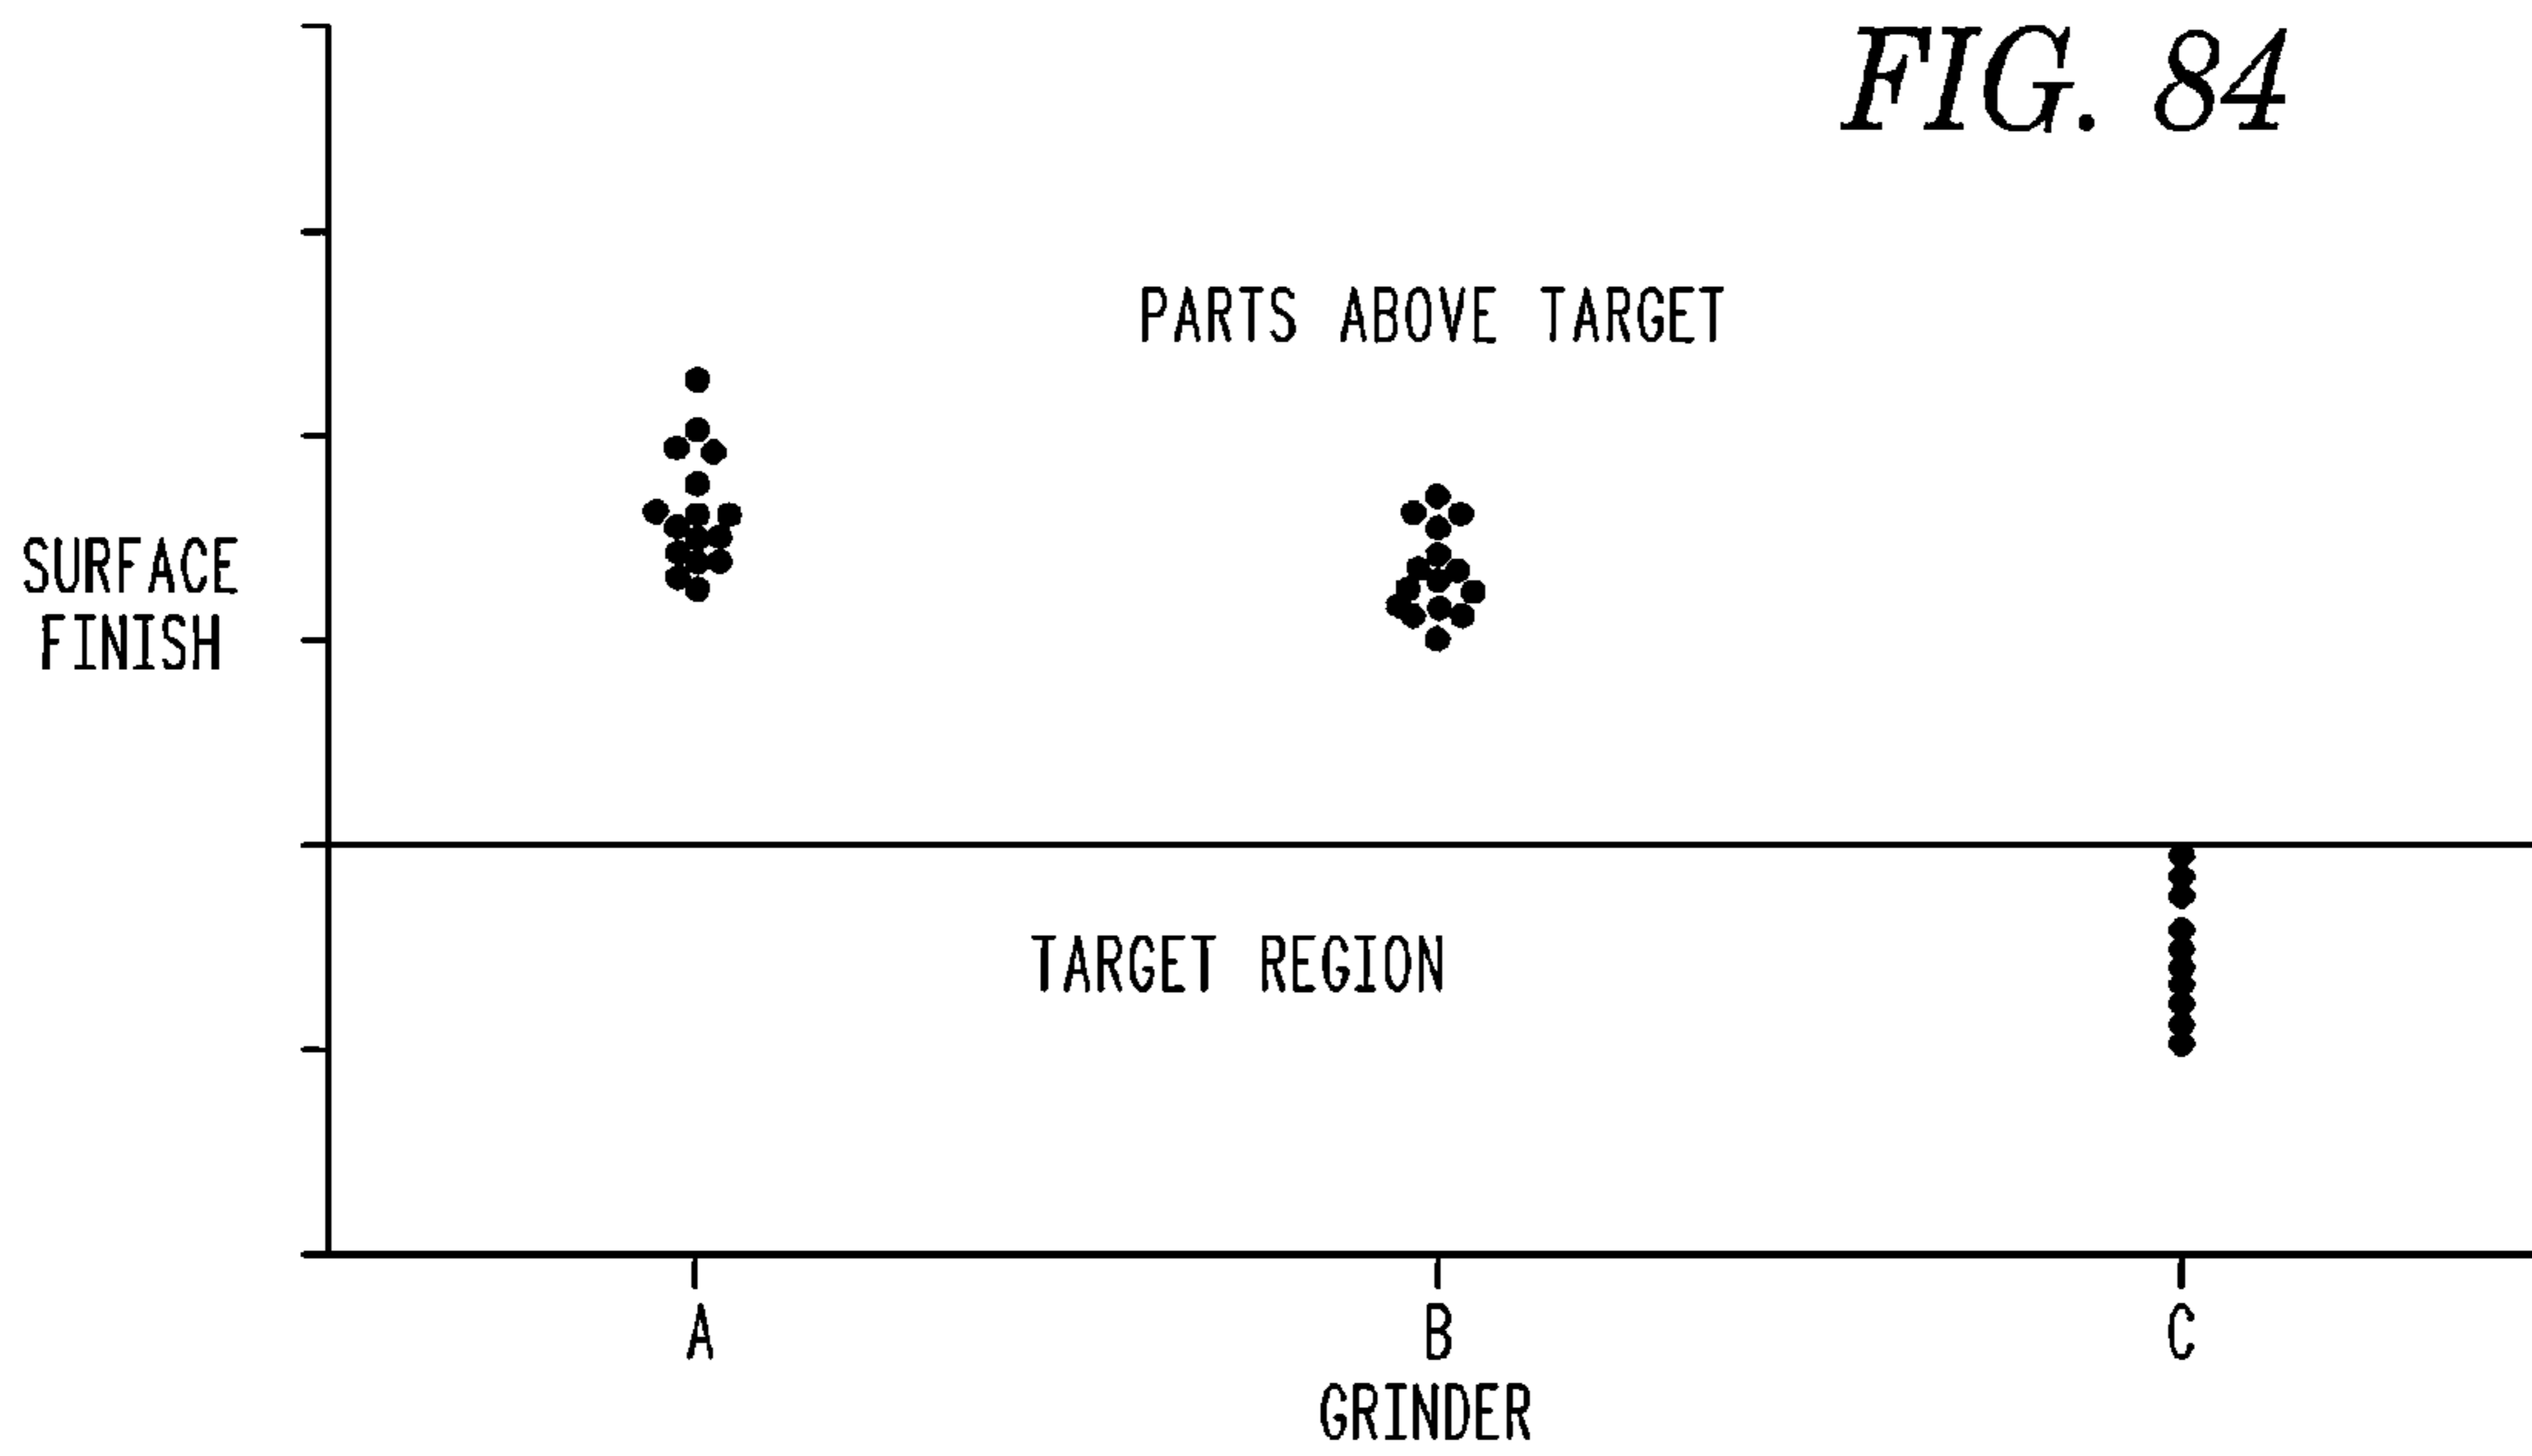 FIG. 84
PARTS ABOVE TARGET
SURFACE
FINISH
TARGET REGION
A
B
C
GRINDER